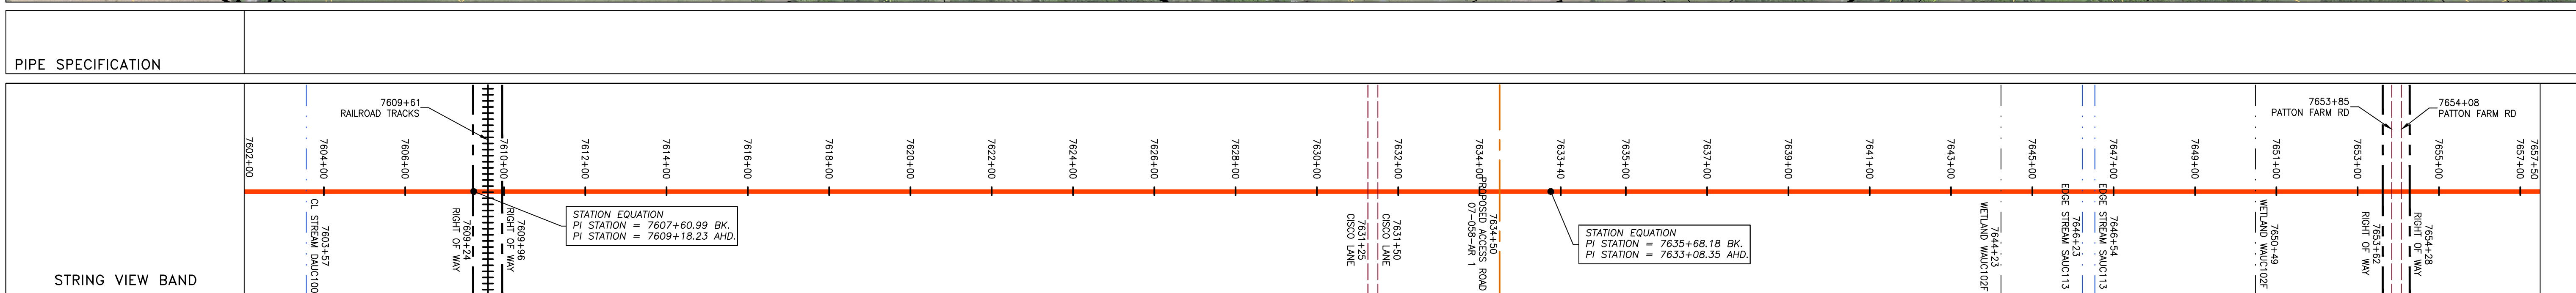 PIPE SPECIFICATION
STRING VIEW BAND
7609+61
RAILROAD TRACKS
7653+85
PATTON FARM RD
7654+08
PATTON FARM RD
7602+00
7604+00
7606+00
7610+00
7612+00
7614+00
7616+00
7618+00
7620+00
7622+00
7624+00
7626+00
7628+00
7630+00
7632+00
7634+00
7633+40
7635+00
7637+00
7639+00
7641+00
7643+00
7645+00
7647+00
7649+00
7651+00
7653+00
7655+00
7657+00
7657+50
7603+57
CL STREAM DAUC100
7609+24
RIGHT OF WAY
7609+96
RIGHT OF WAY
STATION EQUATION
PI STATION = 7607+60.99 BK.
PI STATION = 7609+18.23 AHD.
7631+25
CISCO LANE
7631+50
CISCO LANE
7634+50
PROPOSED ACCESS ROAD
07-058-AR 1
STATION EQUATION
PI STATION = 7635+68.18 BK.
PI STATION = 7633+08.35 AHD.
7644+23
WETLAND WAUC102F
7646+23
EDGE STREAM SAUC113
7646+54
EDGE STREAM SAUC113
7650+49
WETLAND WAUC102F
7653+62
RIGHT OF WAY
7654+28
RIGHT OF WAY